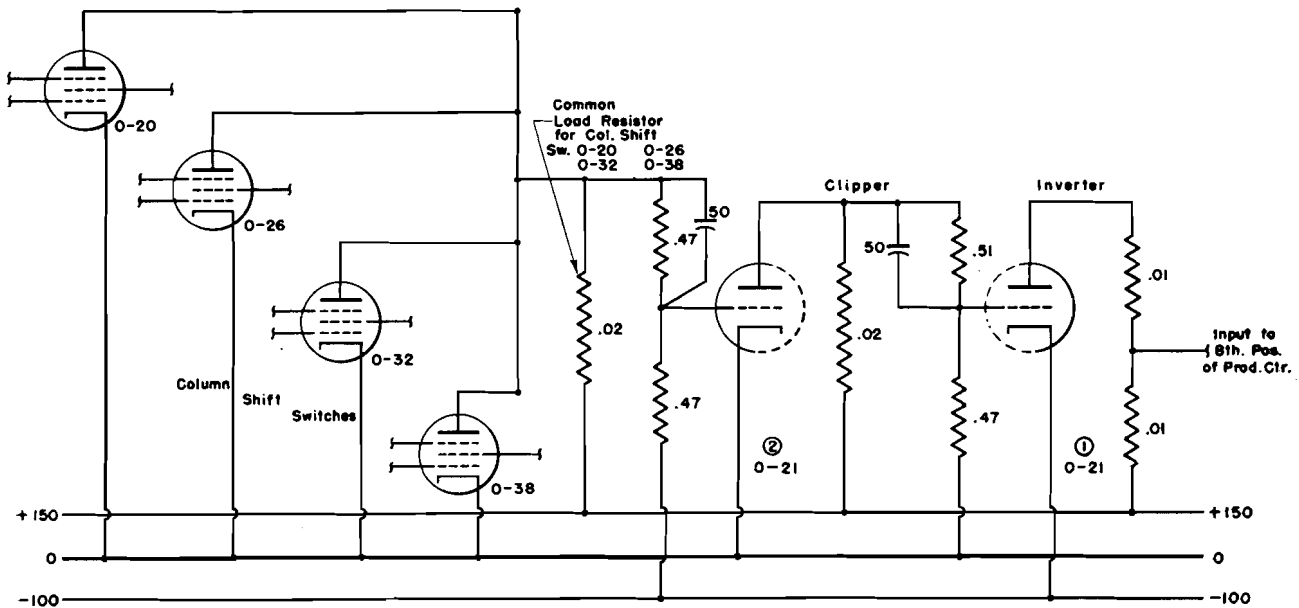 0-20
0-26
0-32
0-38
Column
Shift
Switches
Common
Load Resistor
for Col. Shift
Sw. 0-20 0-26
0-32 0-38
.02
.47
50
.47
Clipper
②
0-21
.02
50
.51
.47
Inverter
①
0-21
.01
.01
Input to
8th. Pos.
of Prod. Ctr.
+150
+150
0
0
-100
-100